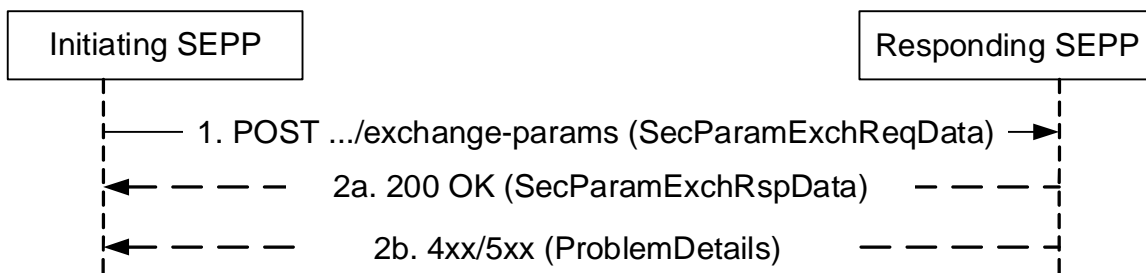 Initiating SEPP
Responding SEPP
1. POST .../exchange-params (SecParamExchReqData)
2a. 200 OK (SecParamExchRspData)
2b. 4xx/5xx (ProblemDetails)